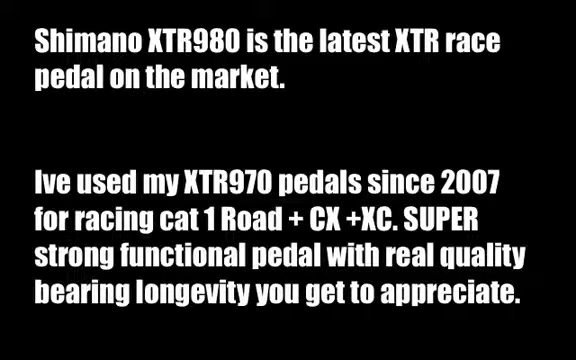 Shimano XTR980 is the latest XTR race
pedal on the market.
Ive used my XTR970 pedals since 2007
for racing cat 1 Road + CX +XC. SUPER
strong functional pedal with real quality
bearing longevity you get to appreciate.